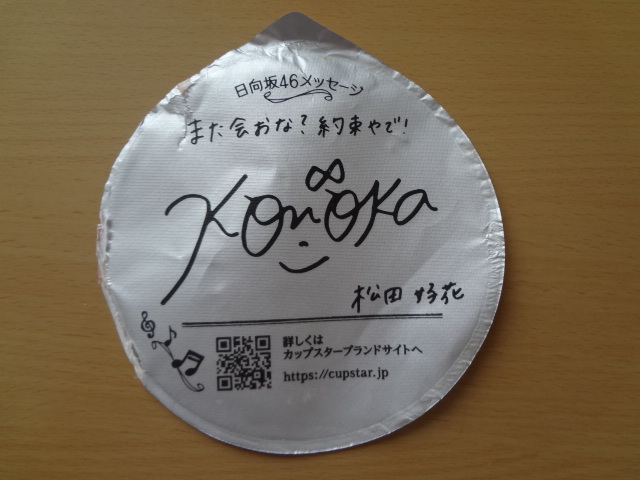 日向坂46メッセージ
また会おな？約束やで！
Konoka
松田 好花
詳しくは
カップスターブランドサイトへ
https://cupstar.jp